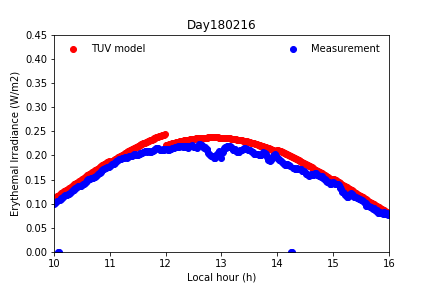 Day180216
TUV model
Measurement
0.45
0.40
0.35
0.30
0.25
0.20
0.15
0.10
0.05
0.00
Erythemal Irradiance (W/m2)
10 11 12 13 14 15 16
Local hour (h)